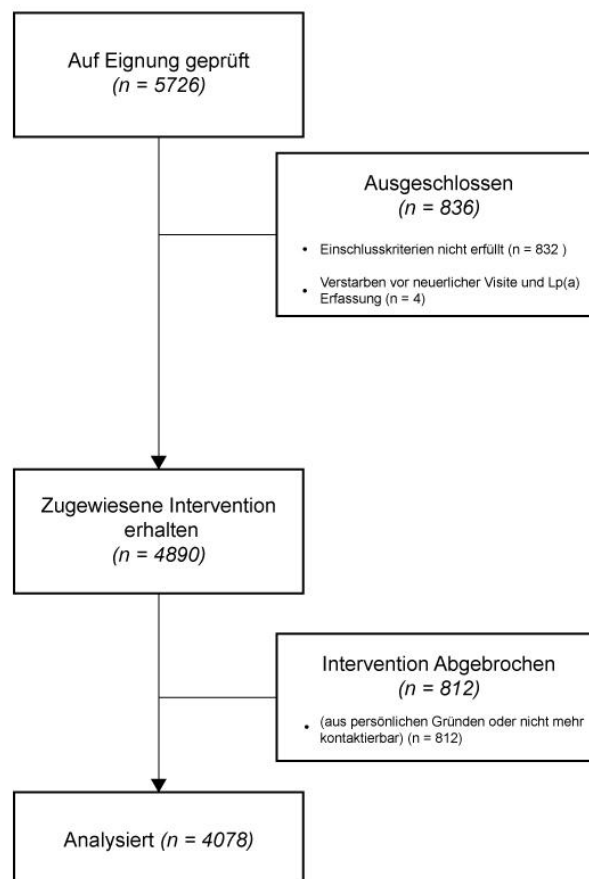 Auf Eignung geprüft
(n = 5726)
Ausgeschlossen
(n = 836)
• Einschlusskriterien nicht erfüllt (n = 832 )
• Verstarben vor neuerlicher Visite und Lp(a)
Erfassung (n = 4)
Zugewiesene Intervention
erhalten
(n = 4890)
Intervention Abgebrochen
(n = 812)
• (aus persönlichen Gründen oder nicht mehr
kontaktierbar) (n = 812)
Analysiert (n = 4078)